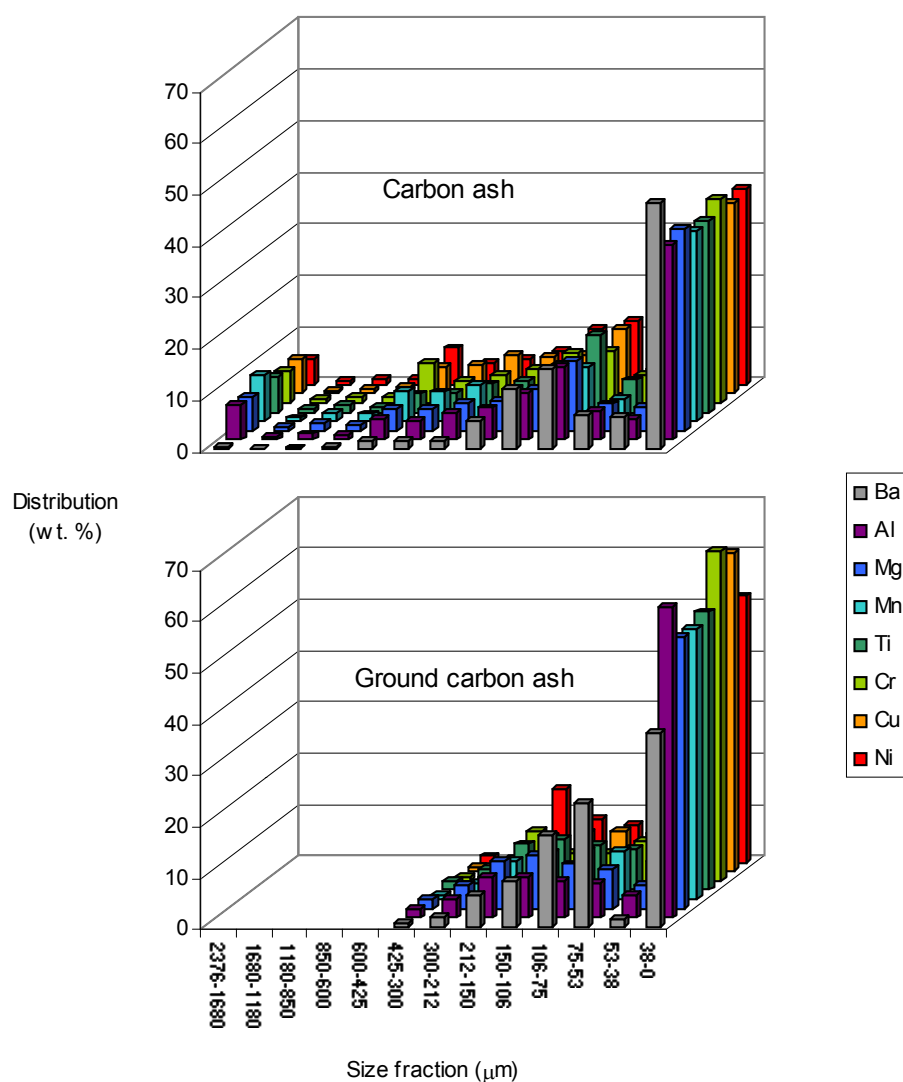 70
60
50
40
30
20
10
0
Carbon ash
Distribution
(wt. %)
70
60
50
40
30
20
10
0
Ground carbon ash
2376-1680
1680-1180
1180-850
850-600
600-425
425-300
300-212
212-150
150-106
106-75
75-53
53-38
38-0
Size fraction (µm)
Ba
Al
Mg
Mn
Ti
Cr
Cu
Ni